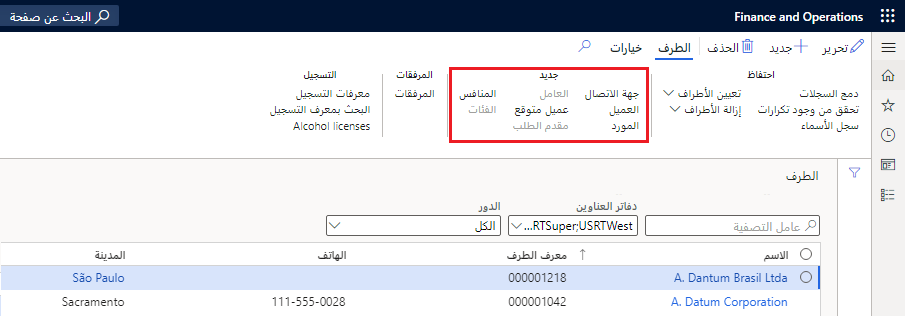 Finance and Operations
البحث عن صفحة
تحرير
جديد
الحذف
الطرف
خيارات
احتفاظ
دمج السجلات
تحقق من وجود تكرارات
سجل الأسماء
تعيين الأطراف
إزالة الأطراف
جديد
جهة الاتصال
العميل
المورد
العامل
عميل متوقع
مقدم الطلب
المنافس
الفئات
المرفقات
المرفقات
التسجيل
معرفات التسجيل
البحث بمعرف التسجيل
Alcohol licenses
الطرف
دفاتر العناوين
الدور
عامل التصفية
...RTSuper;USRTWest
الكل
الاسم معرف الطرف الهاتف المدينة
A. Dantum Brasil Ltda 000001218 São Paulo
A. Datum Corporation 000001042 111-555-0028 Sacramento